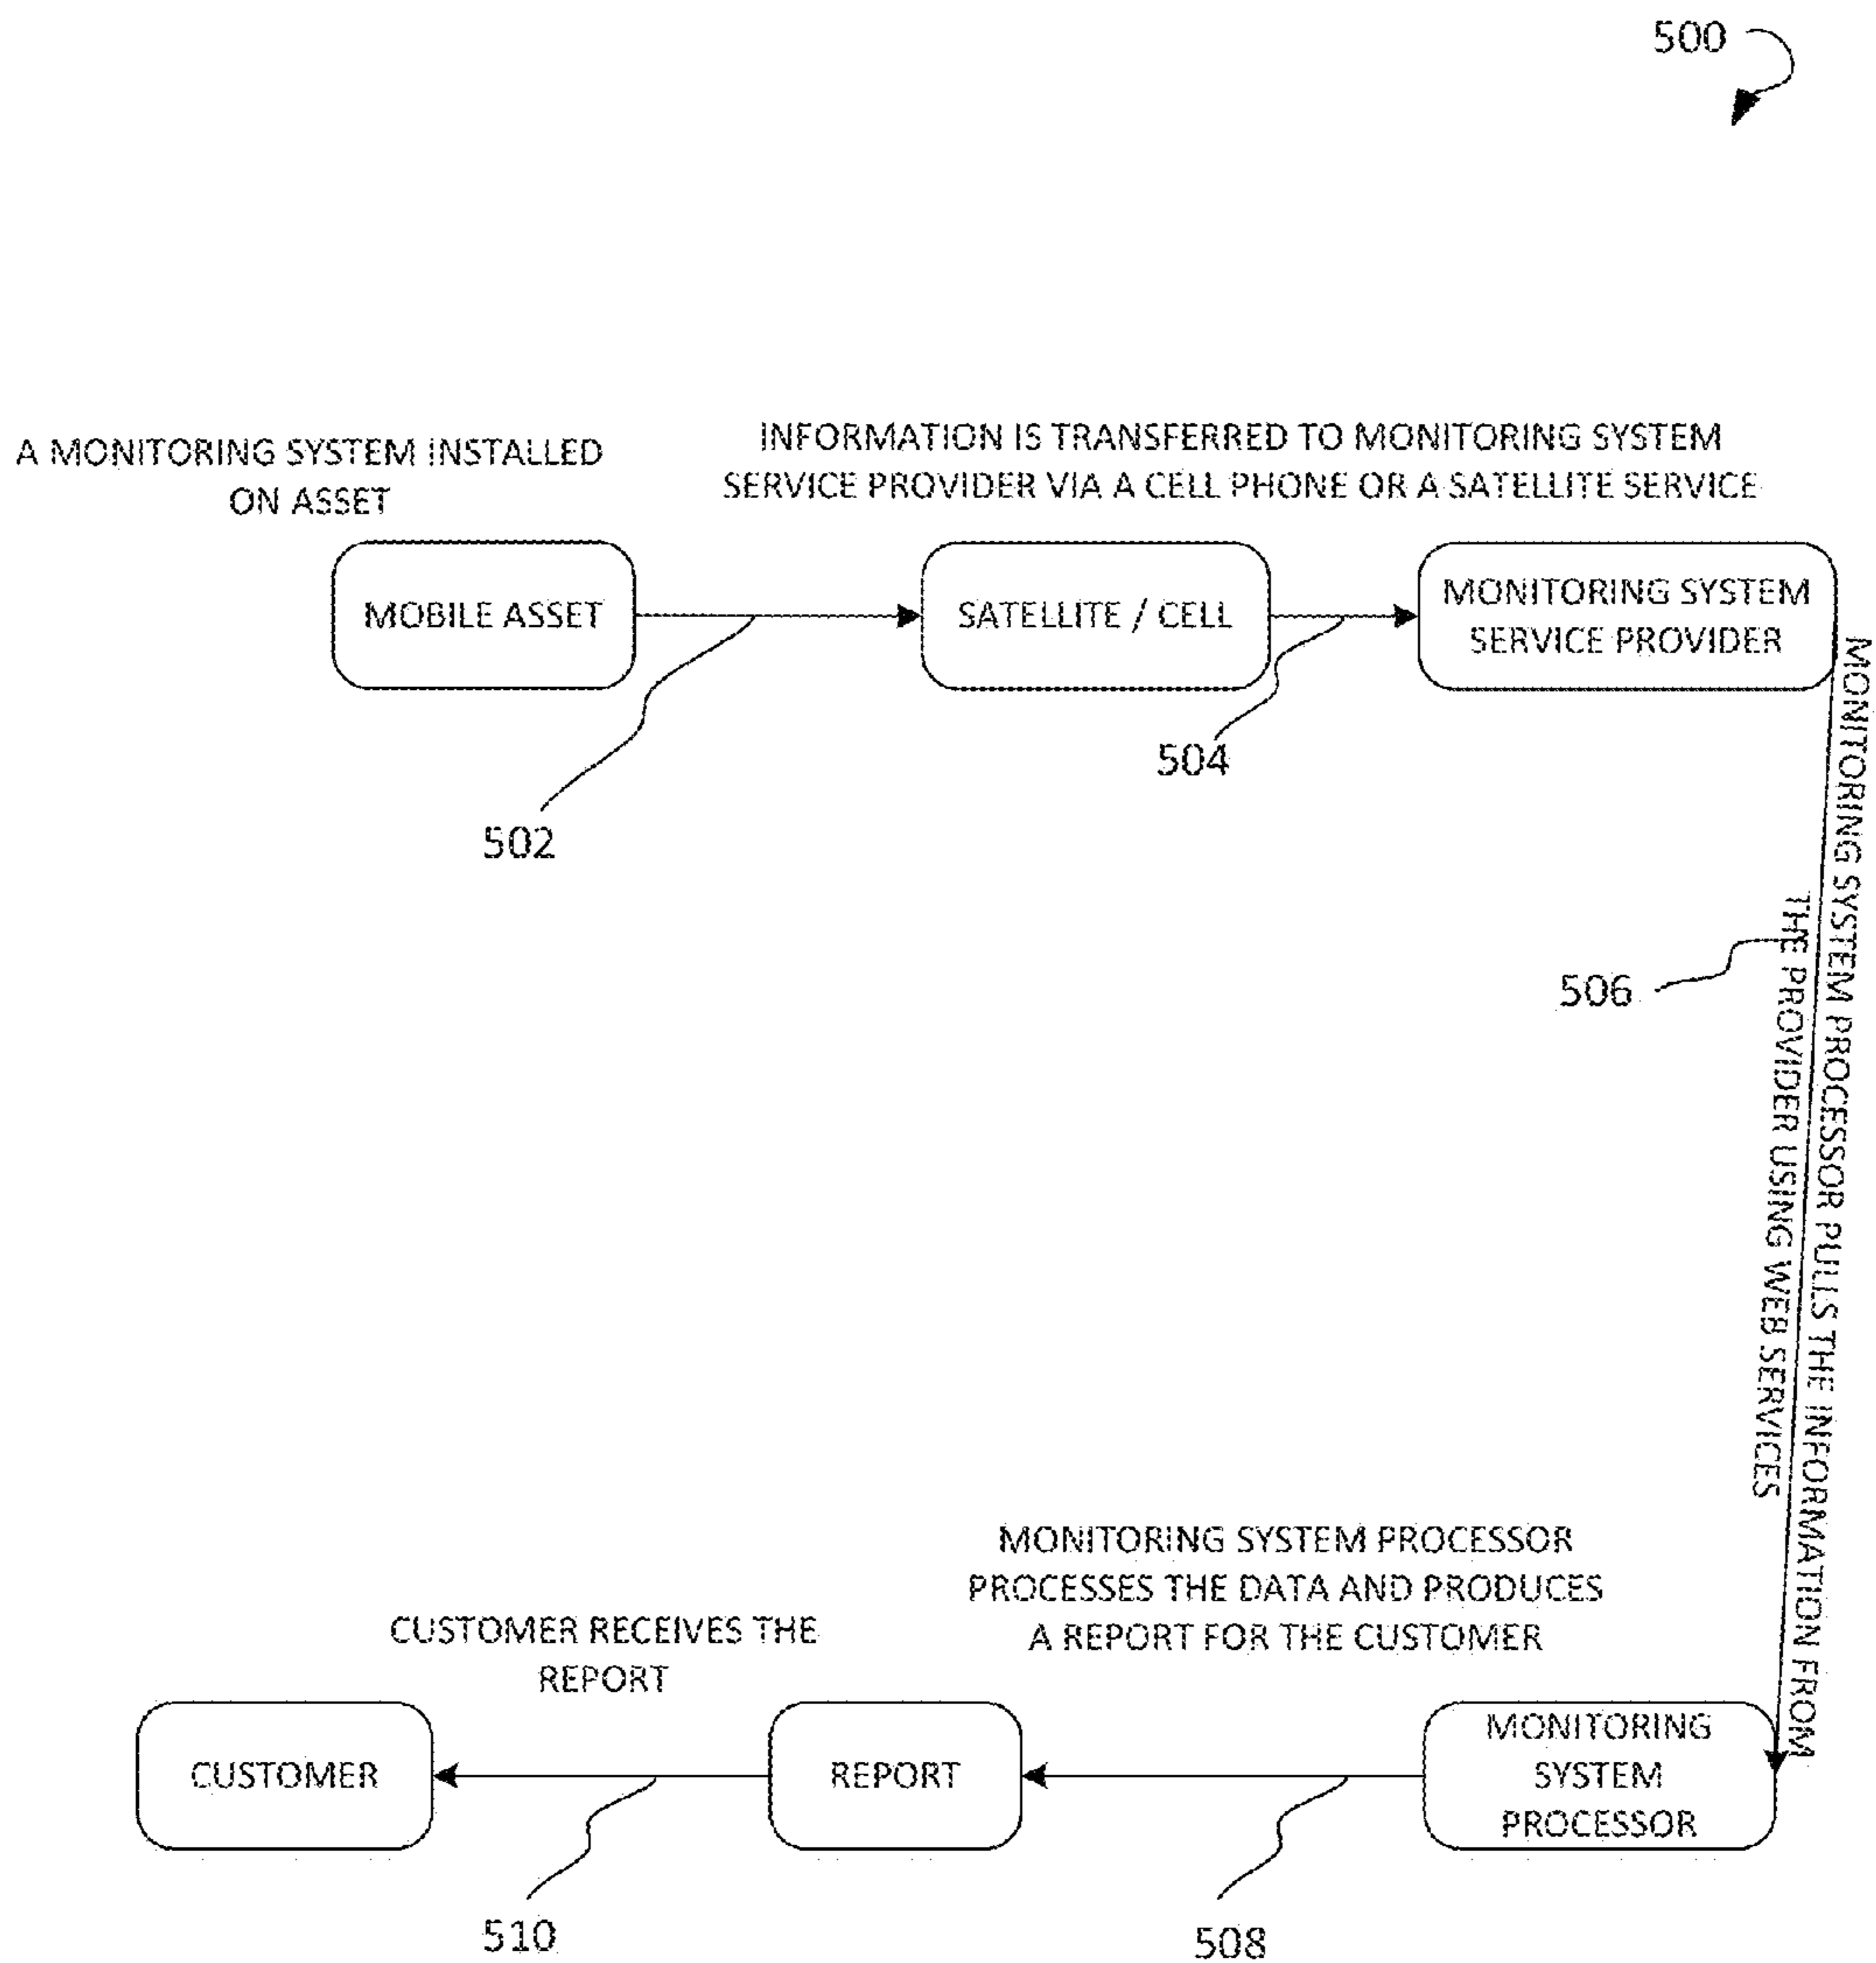 500
A MONITORING SYSTEM INSTALLED
ON ASSET
INFORMATION IS TRANSFERRED TO MONITORING SYSTEM
SERVICE PROVIDER VIA A CELL PHONE OR A SATELLITE SERVICE
MOBILE ASSET
SATELLITE / CELL
MONITORING SYSTEM
SERVICE PROVIDER
502
504
MONITORING SYSTEM PROCESSOR PULLS THE INFORMATION FROM
THE PROVIDER USING WEB SERVICES
506
MONITORING SYSTEM PROCESSOR
PROCESSES THE DATA AND PRODUCES
A REPORT FOR THE CUSTOMER
CUSTOMER RECEIVES THE
REPORT
MONITORING
SYSTEM
PROCESSOR
REPORT
CUSTOMER
508
510